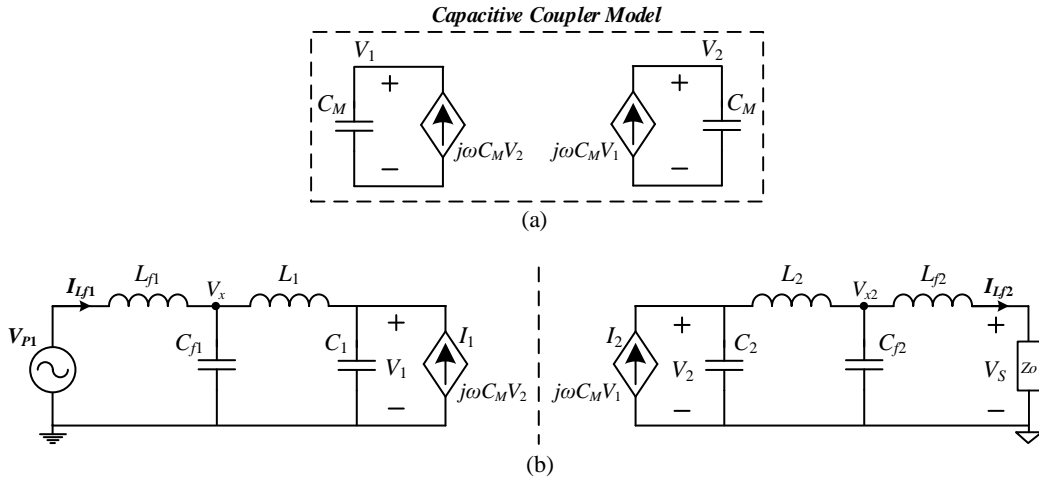 Capacitive Coupler Model
V1 V2
CM + + CM
jωCMV2 jωCMV1
− −
(a)
ILf1 Lf1 Vx L1 L2 Vx2 Lf2 ILf2
VP1 Cf1 C1 + V1 − I1 I2 + V2 − C2 Cf2 + VS − Zo
jωCMV2 jωCMV1
(b)